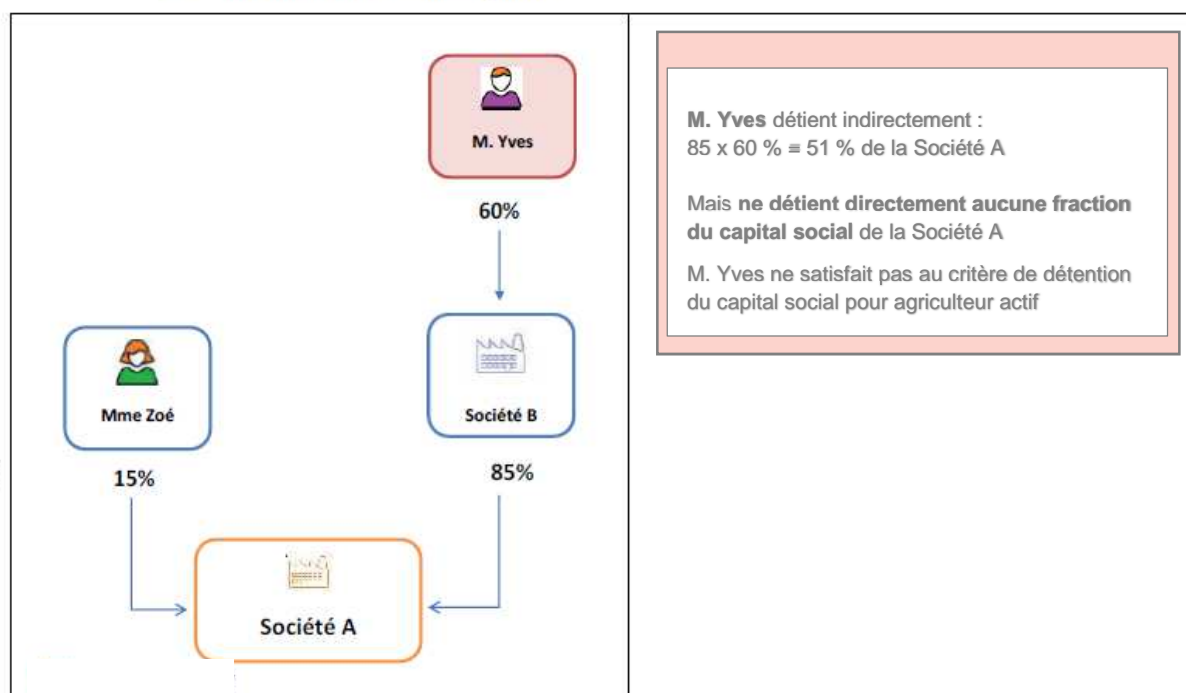 M. Yves
60%
Mme Zoé
Société B
15%
85%
Société A
M. Yves détient indirectement :
85 x 60 % = 51 % de la Société A
Mais ne détient directement aucune fraction
du capital social de la Société A
M. Yves ne satisfait pas au critère de détention
du capital social pour agriculteur actif